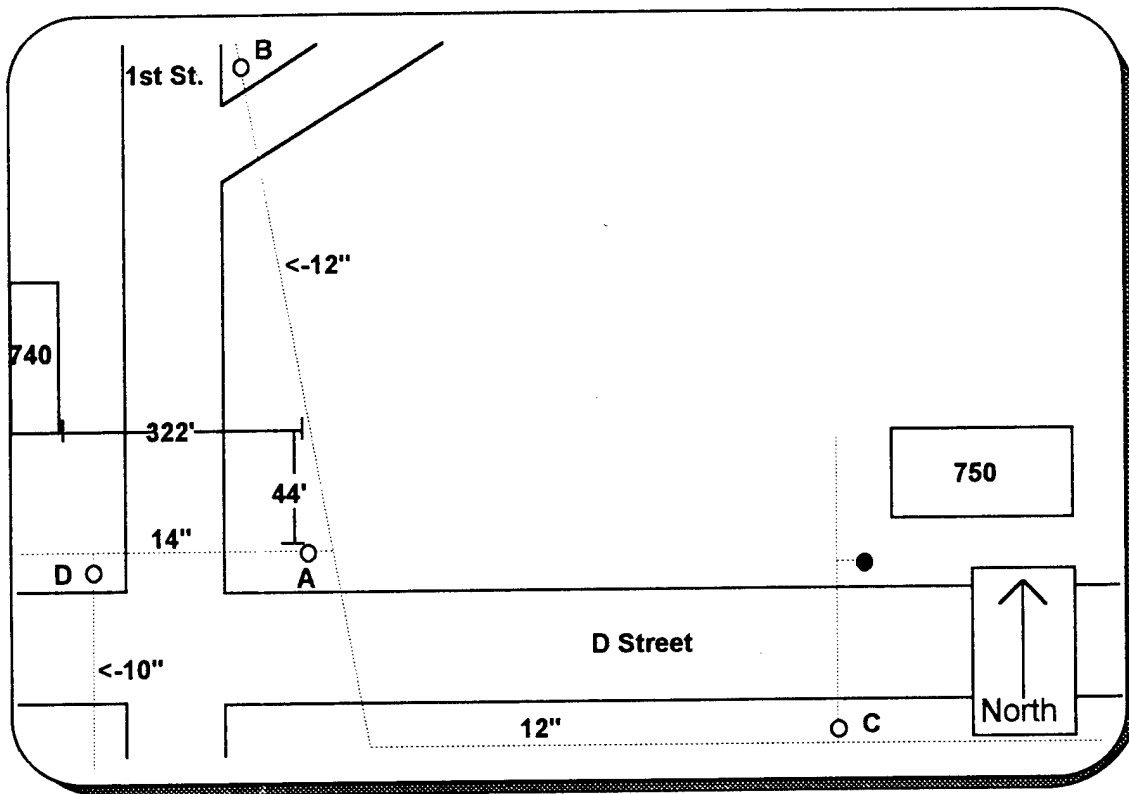 B
1st St.
<-12"
740
322'
44'
750
14"
D
A
D Street
<-10"
North
12"
C